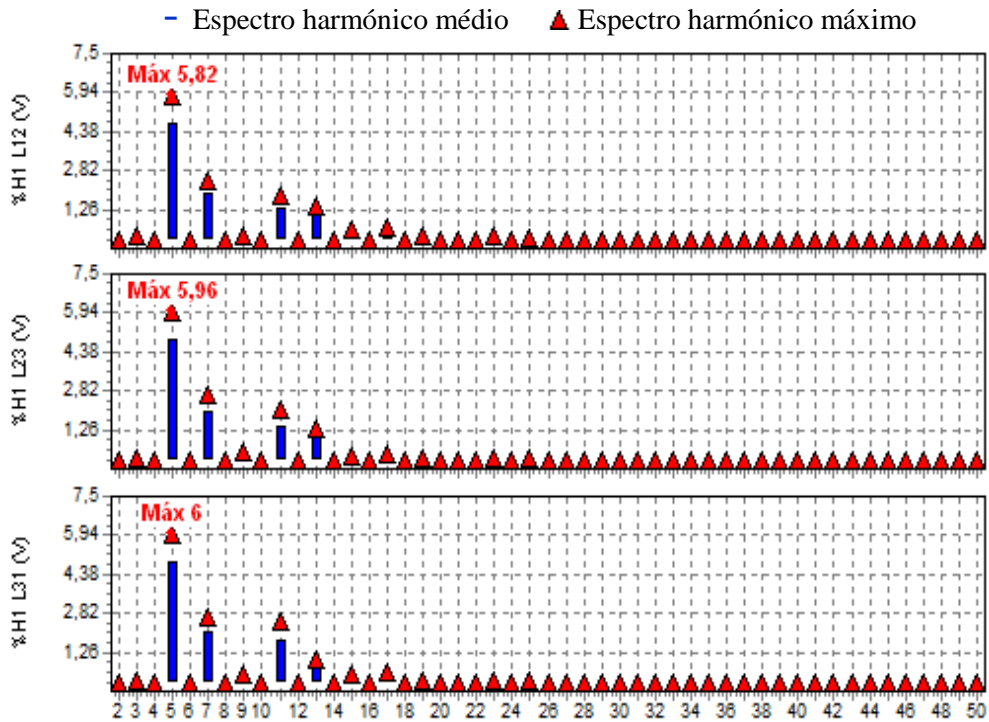 Espectro harmónico médio Espectro harmónico máximo
%H1 L12 (V)
7,5
5,94
4,38
2,82
1,26
Máx 5,82
%H1 L23 (V)
7,5
5,94
4,38
2,82
1,26
Máx 5,96
%H1 L31 (V)
7,5
5,94
4,38
2,82
1,26
Máx 6
2 3 4 5 6 7 8 9 10 12 14 16 18 20 22 24 26 28 30 32 34 36 38 40 42 44 46 48 50